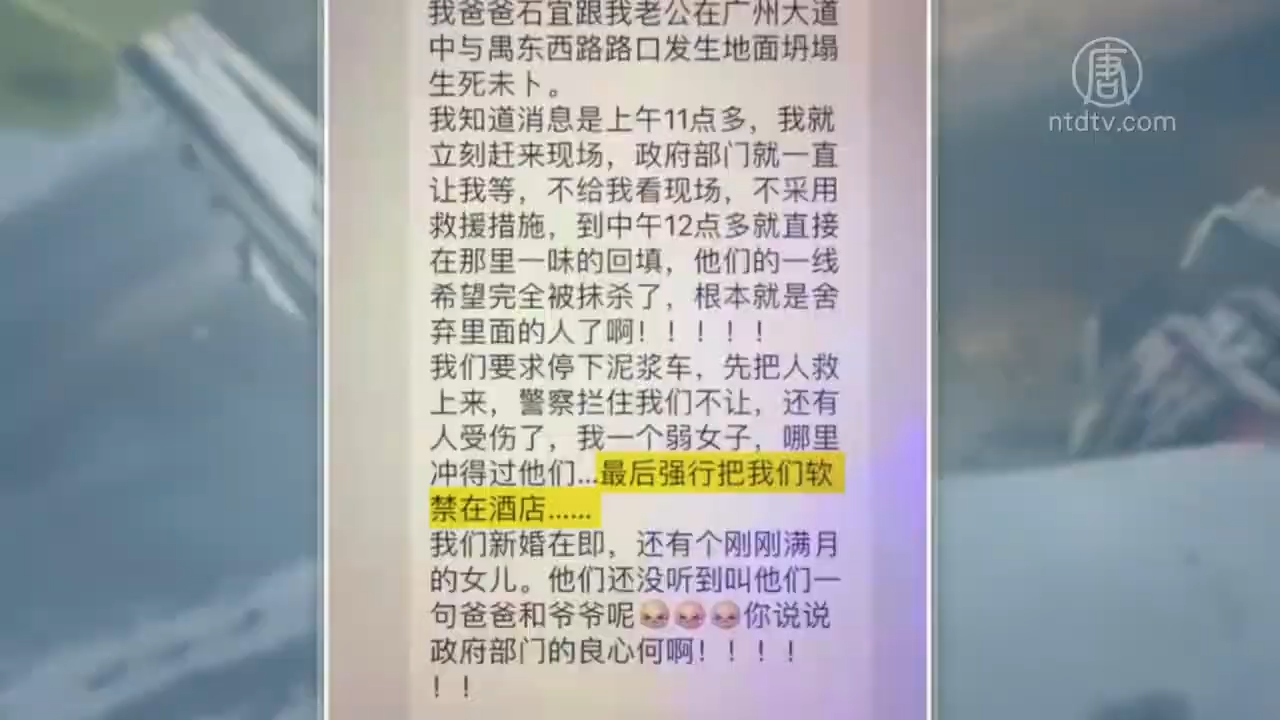 我爸爸石宜跟我老公在广州大道
中与禺东西路路口发生地面坍塌
生死未卜。
我知道消息是上午11点多，我就
立刻赶来现场，政府部门就一直
让我等，不给我看现场，不采用
救援措施，到中午12点多就直接
在那里一味的回填，他们的一线
希望完全被抹杀了，根本就是舍
弃里面的人了啊！！！！！
我们要求停下泥浆车，先把人救
上来，警察拦住我们不让，还有
人受伤了，我一个弱女子，哪里
冲得过他们...最后强行把我们软
禁在酒店......
我们新婚在即，还有个刚刚满月
的女儿。他们还没听到叫他们一
句爸爸和爷爷呢你说说
政府部门的良心何啊！！！！
！！
唐
ntdtv.com